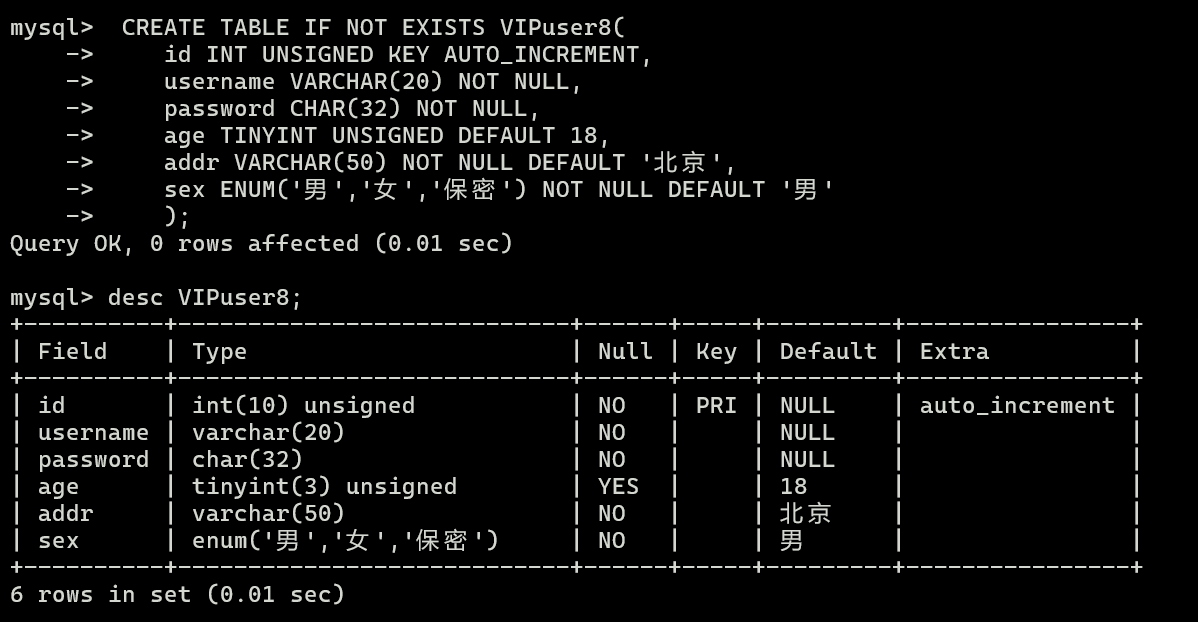 mysql>  CREATE TABLE IF NOT EXISTS VIPuser8(
    ->     id INT UNSIGNED KEY AUTO_INCREMENT,
    ->     username VARCHAR(20) NOT NULL,
    ->     password CHAR(32) NOT NULL,
    ->     age TINYINT UNSIGNED DEFAULT 18,
    ->     addr VARCHAR(50) NOT NULL DEFAULT '北京',
    ->     sex ENUM('男','女','保密') NOT NULL DEFAULT '男'
    ->     );
Query OK, 0 rows affected (0.01 sec)

mysql> desc VIPuser8;
+----------+----------------------------+------+-----+---------+----------------+
| Field    | Type                       | Null | Key | Default | Extra          |
+----------+----------------------------+------+-----+---------+----------------+
| id       | int(10) unsigned           | NO   | PRI | NULL    | auto_increment |
| username | varchar(20)                | NO   |     | NULL    |                |
| password | char(32)                   | NO   |     | NULL    |                |
| age      | tinyint(3) unsigned        | YES  |     | 18      |                |
| addr     | varchar(50)                | NO   |     | 北京    |                |
| sex      | enum('男','女','保密')     | NO   |     | 男      |                |
+----------+----------------------------+------+-----+---------+----------------+
6 rows in set (0.01 sec)